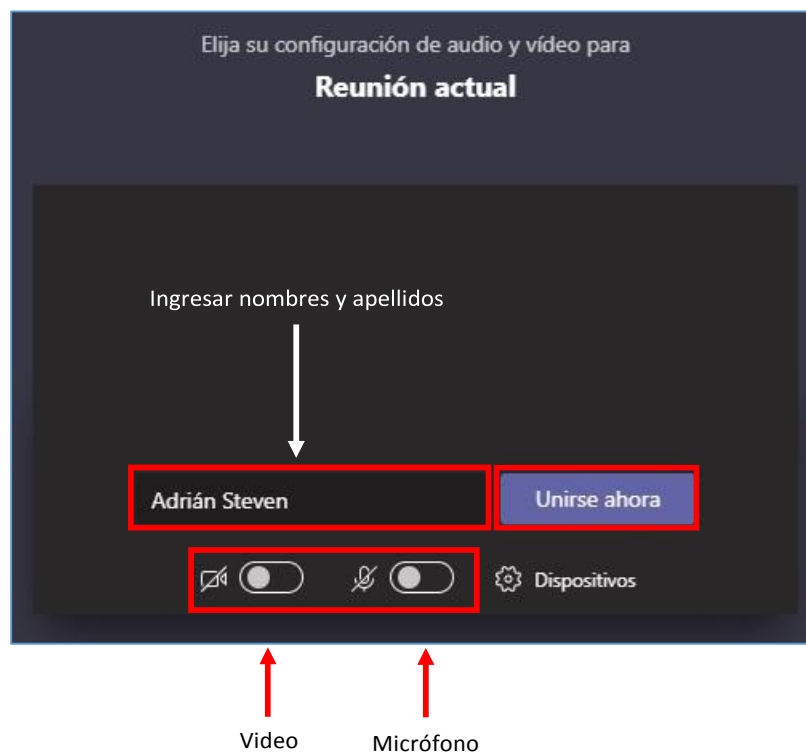 Elija su configuración de audio y vídeo para
Reunión actual
Ingresar nombres y apellidos
Adrián Steven
Unirse ahora
Dispositivos
Video
Micrófono